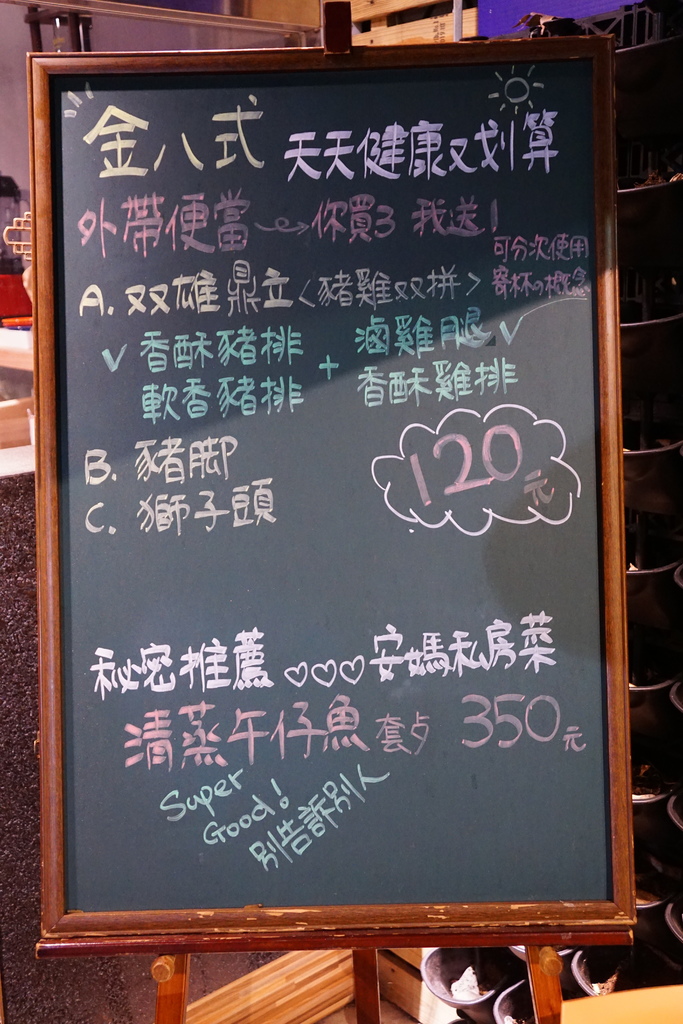 金八式 天天健康又划算
外帶便當→你買3 我送1
可分次使用
寄杯の概念
A. 双雄鼎立<豬雞双拼>
✓ 香酥豬排 + 滷雞腿 ✓
軟香豬排 香酥雞排
B. 豬脚
C. 獅子頭
120元
秘密推薦 ♡♡♡ 安媽私房菜
清蒸午仔魚 套歺 350元
Super
Good!
別告訴別人